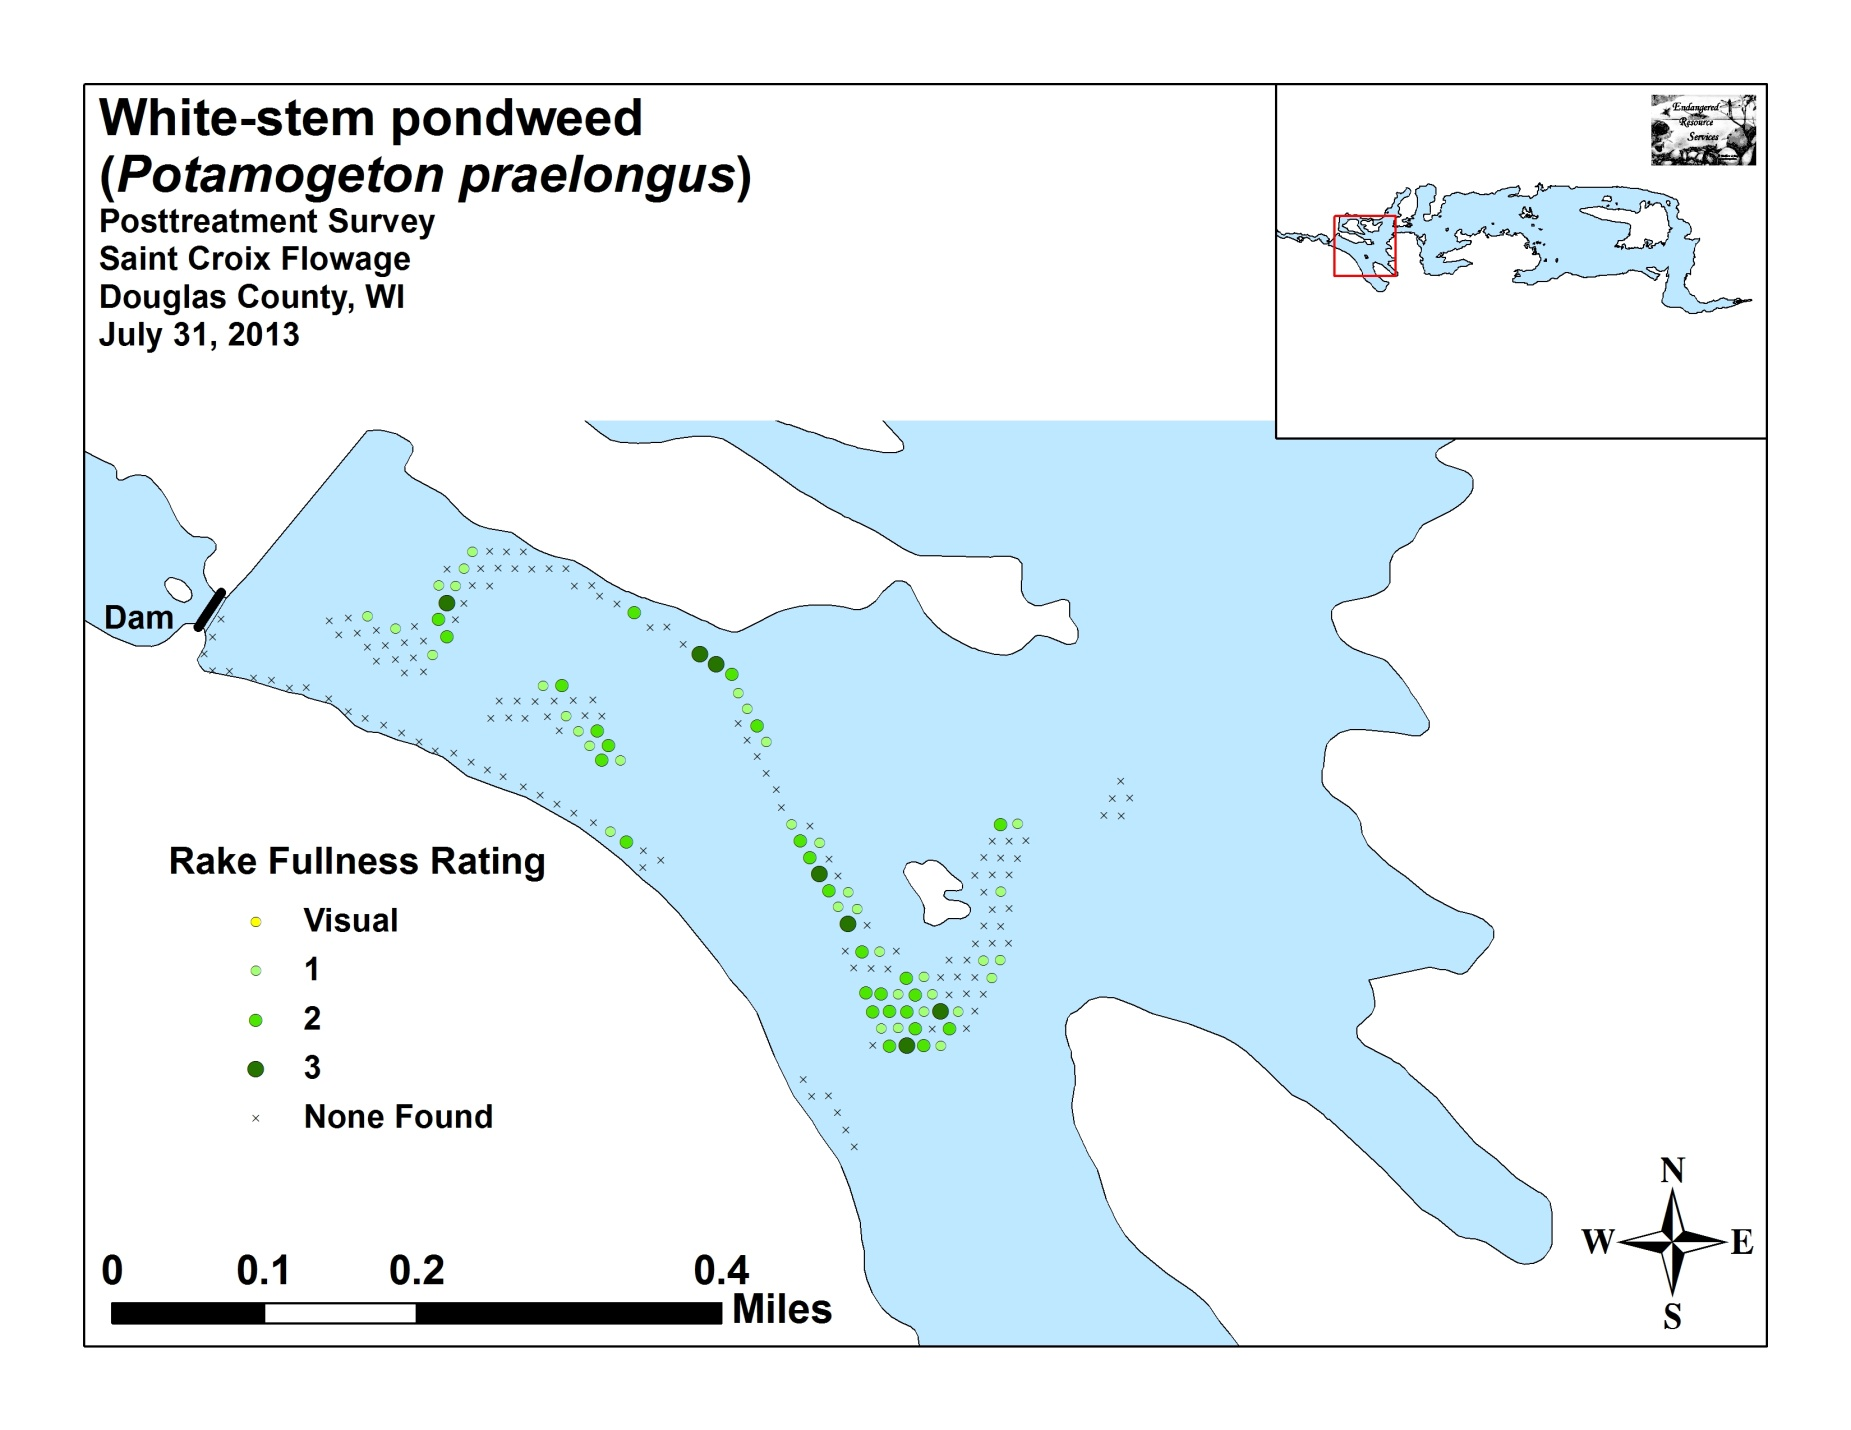 White-stem pondweed
(Potamogeton praelongus)
Posttreatment Survey
Saint Croix Flowage
Douglas County, WI
July 31, 2013
Endangered
Resource
Services
Dam
Rake Fullness Rating
Visual
1
2
3
None Found
0 0.1 0.2 0.4
Miles
N
W E
S